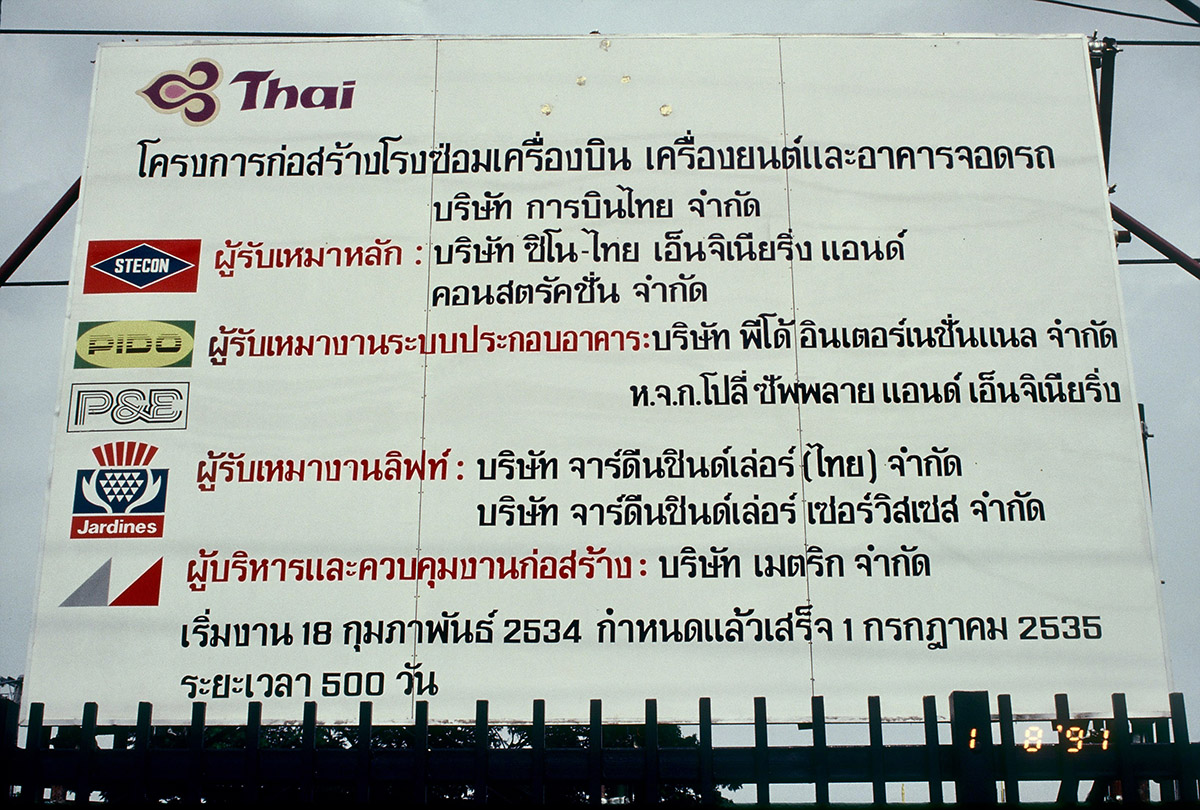 Thai
โครงการก่อสร้างโรงซ่อมเครื่องบิน เครื่องยนต์และอาคารจอดรถ
บริษัท การบินไทย จำกัด
STECON ผู้รับเหมาหลัก : บริษัท ซิโน-ไทย เอ็นจิเนียริ่ง แอนด์
คอนสตรัคชั่น จำกัด
PIDO ผู้รับเหมางานระบบประกอบอาคาร: บริษัท พีโด้ อินเตอร์เนชั่นแนล จำกัด
P&E ห.จ.ก.โปลี่ ซัพพลาย แอนด์ เอ็นจิเนียริ่ง
ผู้รับเหมางานลิฟท์ : บริษัท จาร์ดีนชินด์เล่อร์ (ไทย) จำกัด
Jardines บริษัท จาร์ดีนชินด์เล่อร์ เซอร์วิสเซส จำกัด
ผู้บริหารและควบคุมงานก่อสร้าง : บริษัท เมตริก จำกัด
เริ่มงาน 18 กุมภาพันธ์ 2534 กำหนดแล้วเสร็จ 1 กรกฎาคม 2535
ระยะเวลา 500 วัน
1 8 '91